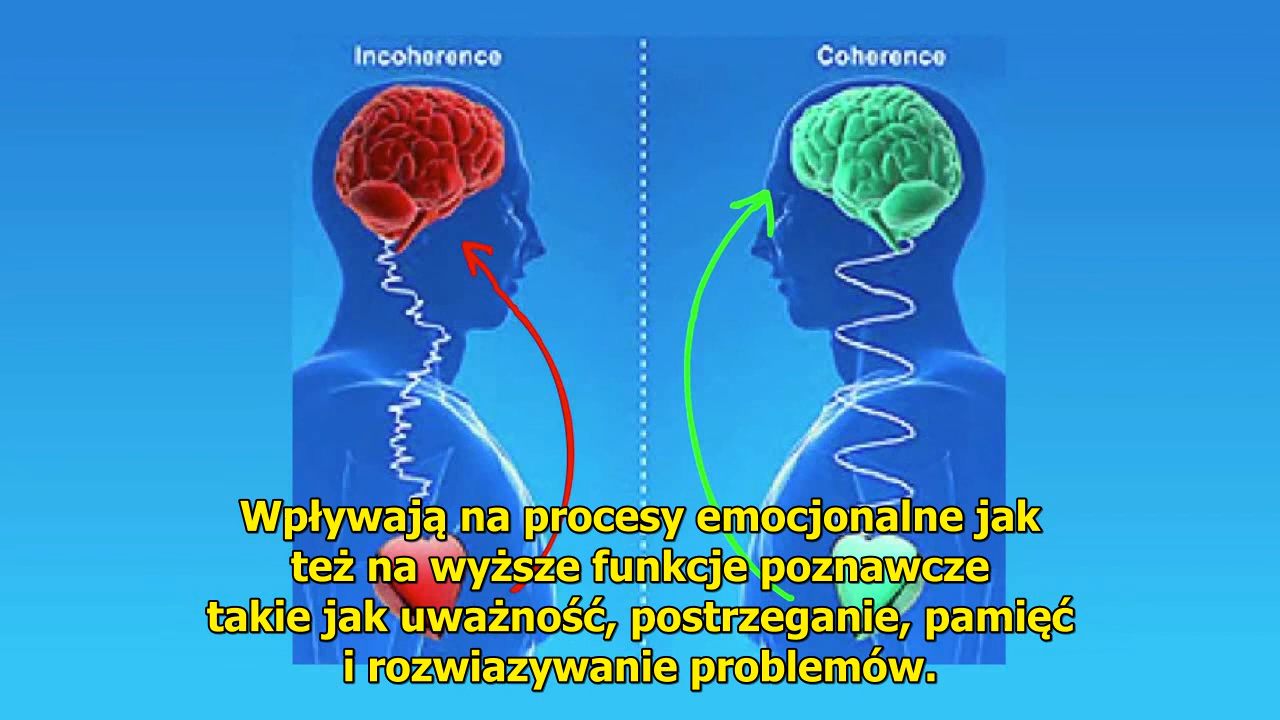 Incoherence
Coherence
Wpływają na procesy emocjonalne jak
też na wyższe funkcje poznawcze
takie jak uważność, postrzeganie, pamięć
i rozwiazywanie problemów.